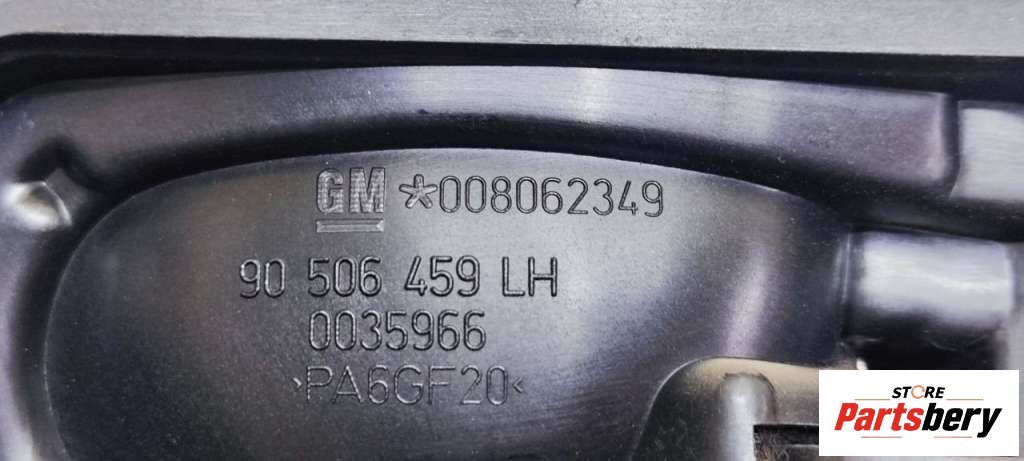 GM *008062349
90 506 459 LH
0035966
>PA6GF20<
STORE
Partsbery